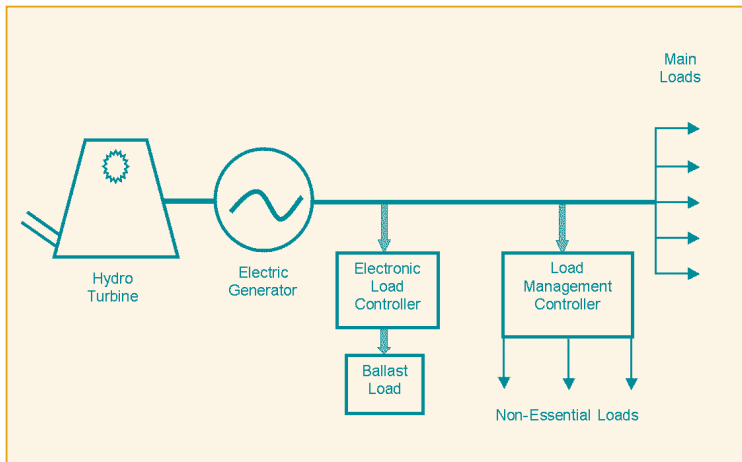 Main
Loads
Hydro
Turbine
Electric
Generator
Electronic
Load
Controller
Load
Management
Controller
Ballast
Load
Non-Essential Loads